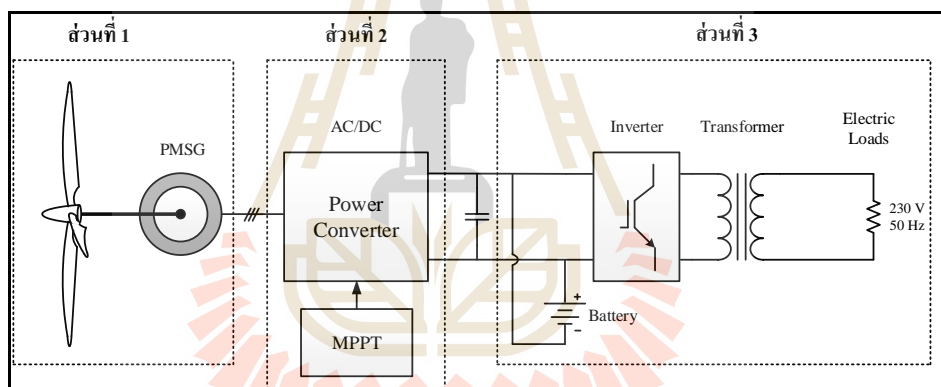 ส่วนที่ 1
ส่วนที่ 2
ส่วนที่ 3
PMSG
AC/DC
Power
Converter
MPPT
Inverter
Transformer
Electric
Loads
230 V
50 Hz
+
Battery
-